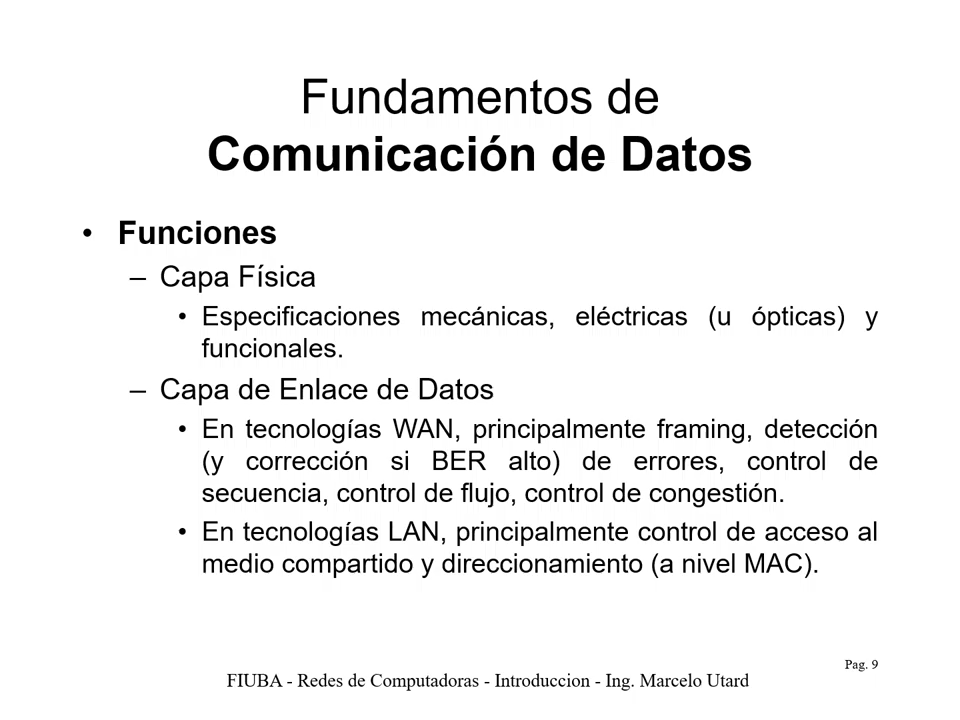 Fundamentos de
Comunicación de Datos
• Funciones
– Capa Física
• Especificaciones mecánicas, eléctricas (u ópticas) y
funcionales.
– Capa de Enlace de Datos
• En tecnologías WAN, principalmente framing, detección
(y corrección si BER alto) de errores, control de
secuencia, control de flujo, control de congestión.
• En tecnologías LAN, principalmente control de acceso al
medio compartido y direccionamiento (a nivel MAC).
Pag. 9
FIUBA - Redes de Computadoras - Introduccion - Ing. Marcelo Utard